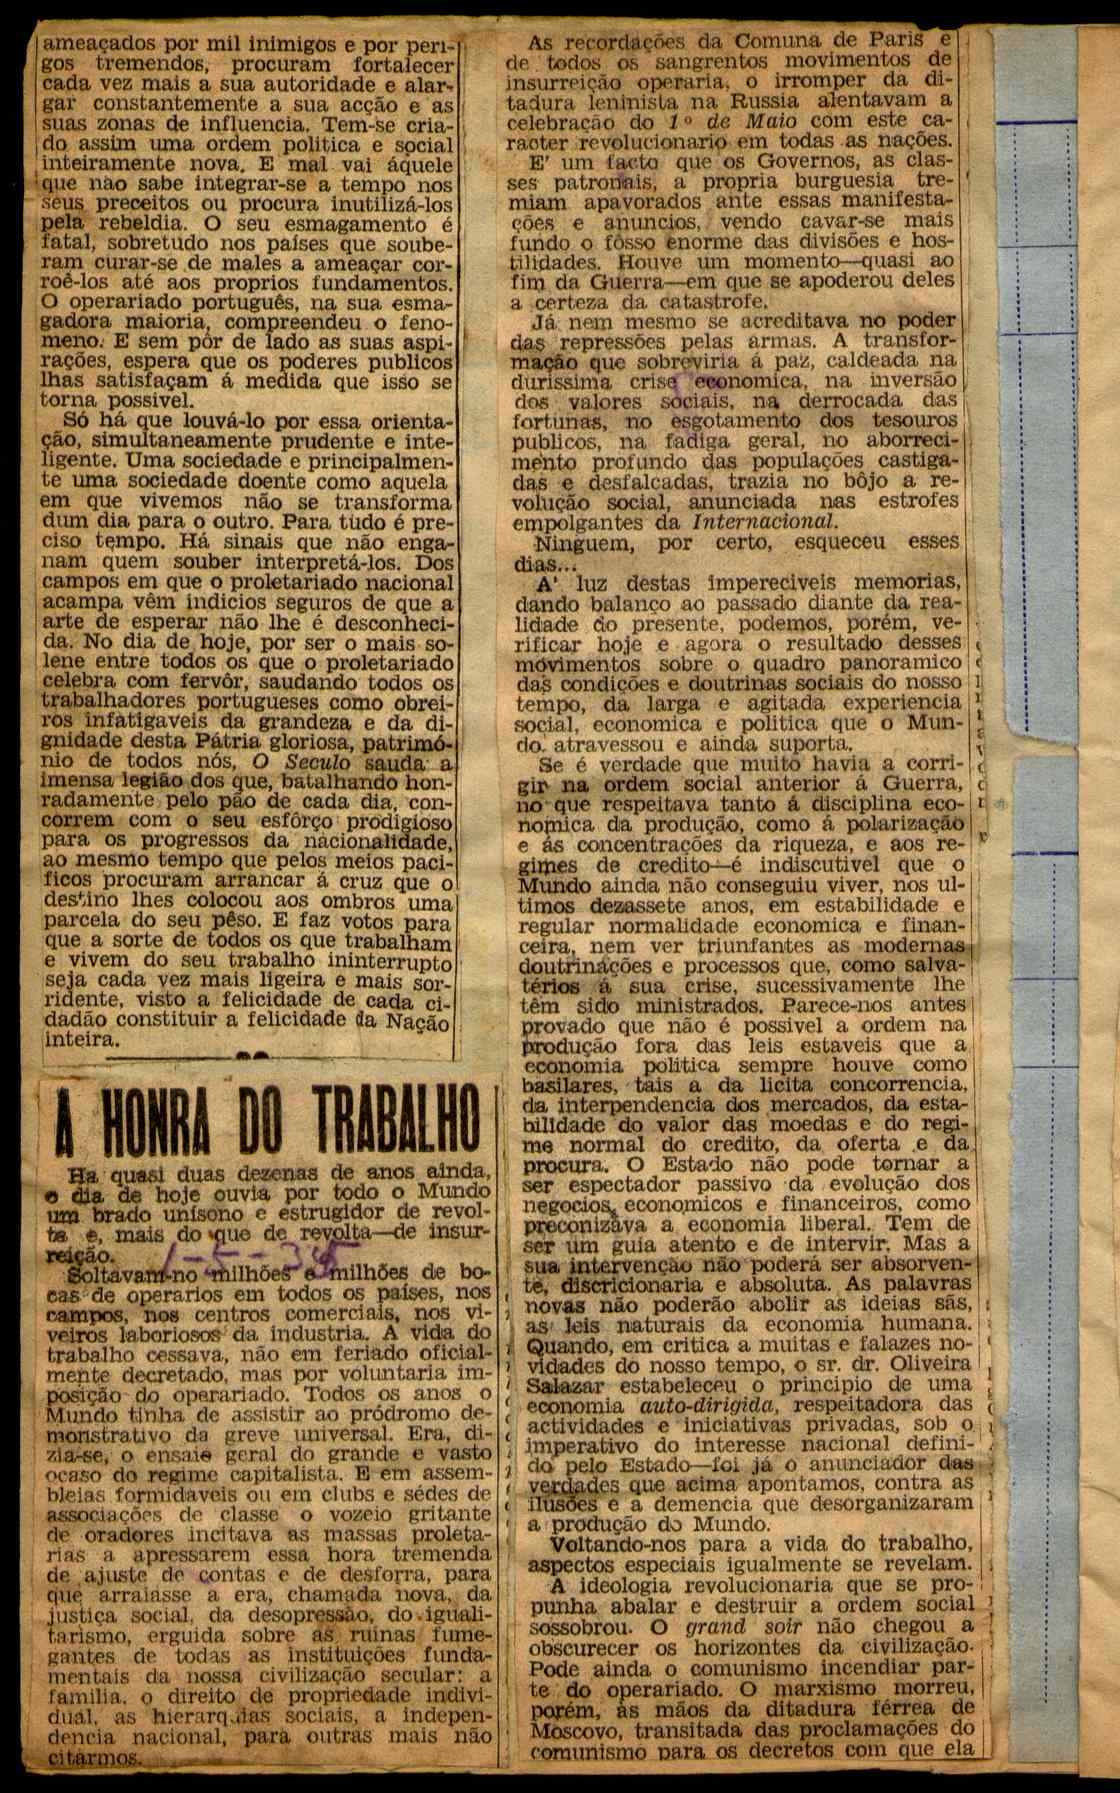 ameaçados por mil inimigos e por peri-
gos tremendos, procuram fortalecer
cada vez mais a sua autoridade e alar-
gar constantemente a sua acção e as
suas zonas de influencia. Tem-se cria-
do assim uma ordem politica e social
inteiramente nova. E mal vai áquele
que não sabe integrar-se a tempo nos
seus preceitos ou procura inutilizá-los
pela rebeldia. O seu esmagamento é
fatal, sobretudo nos países que soube-
ram curar-se de males a ameaçar cor-
roê-los até aos proprios fundamentos.
O operariado português, na sua esma-
gadora maioria, compreendeu o feno-
meno. E sem pôr de lado as suas aspi-
rações, espera que os poderes publicos
lhas satisfaçam á medida que isso se
torna possivel.
Só há que louvá-lo por essa orienta-
ção, simultaneamente prudente e inte-
ligente. Uma sociedade e principalmen-
te uma sociedade doente como aquela
em que vivemos não se transforma
dum dia para o outro. Para tudo é pre-
ciso tempo. Há sinais que não enga-
nam quem souber interpretá-los. Dos
campos em que o proletariado nacional
acampa vêm indicios seguros de que a
arte de esperar não lhe é desconheci-
da. No dia de hoje, por ser o mais so-
lene entre todos os que o proletariado
celebra com fervôr, saudando todos os
trabalhadores portugueses como obrei-
ros infatigaveis da grandeza e da di-
gnidade desta Pátria gloriosa, patrimó-
nio de todos nós, O Seculo sauda a
imensa legião dos que, batalhando hon-
radamente pelo pão de cada dia, con-
correm com o seu esfôrço prodigioso
para os progressos da nacionalidade,
ao mesmo tempo que pelos meios paci-
ficos procuram arrancar á cruz que o
destino lhes colocou aos ombros uma
parcela do seu pêso. E faz votos para
que a sorte de todos os que trabalham
e vivem do seu trabalho ininterrupto
seja cada vez mais ligeira e mais sor-
ridente, visto a felicidade de cada ci-
dadão constituir a felicidade da Nação
inteira.
A HONRA DO TRABALHO
Ha quasi duas dezenas de anos ainda,
o dia de hoje ouvia por todo o Mundo
um brado unísono e estrugidor de revol-
ta e, mais do que de revolta—de insur-
reição.
1-5-35
Soltavam-no milhões e milhões de bo-
cas de operarios em todos os países, nos
campos, nos centros comerciais, nos vi-
veiros laboriosos da industria. A vida do
trabalho cessava, não em feriado oficial-
mente decretado, mas por voluntaria im-
posição do operariado. Todos os anos o
Mundo tinha de assistir ao pródromo de-
monstrativo da greve universal. Era, di-
zia-se, o ensaio geral do grande e vasto
ocaso do regime capitalista. E em assem-
bleias formidaveis ou em clubs e sédes de
associações de classe o vozeio gritante
de oradores incitava as massas proleta-
rias a apressarem essa hora tremenda
de ajuste de contas e de desforra, para
que arraiasse a era, chamada nova, da
justiça social, da desopressão, do iguali-
tarismo, erguida sobre as ruinas fume-
gantes de todas as instituições funda-
mentais da nossa civilização secular: a
familia, o direito de propriedade indivi-
dual, as hierarquias sociais, a indepen-
dencia nacional, para outras mais não
citarmos.
As recordações da Comuna de Paris e
de todos os sangrentos movimentos de
insurreição operaria, o irromper da di-
tadura leninista na Russia alentavam a
celebração do 1º de Maio com este ca-
racter revolucionario em todas as nações.
E' um facto que os Governos, as clas-
ses patronais, a propria burguesia tre-
miam apavorados ante essas manifesta-
ções e anuncios, vendo cavar-se mais
fundo o fôsso enorme das divisões e hos-
tilidades. Houve um momento—quasi ao
fim da Guerra—em que se apoderou deles
a certeza da catastrofe.
Já nem mesmo se acreditava no poder
das repressões pelas armas. A transfor-
mação que sobreviria á paz, caldeada na
durissima crise economica, na inversão
dos valores sociais, na derrocada das
fortunas, no esgotamento dos tesouros
publicos, na fadiga geral, no aborreci-
mento profundo das populações castiga-
das e desfalcadas, trazia no bôjo a re-
volução social, anunciada nas estrofes
empolgantes da Internacional.
Ninguem, por certo, esqueceu esses
dias...
A' luz destas impereciveis memorias,
dando balanço ao passado diante da rea-
lidade do presente, podemos, porém, ve-
rificar hoje e agora o resultado desses
movimentos sobre o quadro panoramico
das condições e doutrinas sociais do nosso
tempo, da larga e agitada experiencia
social, economica e politica que o Mun-
do atravessou e ainda suporta.
Se é verdade que muito havia a corri-
gir na ordem social anterior á Guerra,
no que respeitava tanto á disciplina eco-
nomica da produção, como á polarização
e ás concentrações da riqueza, e aos re-
gimes de credito—é indiscutivel que o
Mundo ainda não conseguiu viver, nos ul-
timos dezassete anos, em estabilidade e
regular normalidade economica e finan-
ceira, nem ver triunfantes as modernas
doutrinações e processos que, como salva-
térios á sua crise, sucessivamente lhe
têm sido ministrados. Parece-nos antes
provado que não é possivel a ordem na
produção fora das leis estaveis que a
economia politica sempre houve como
basilares, tais a da licita concorrencia,
da interpendencia dos mercados, da esta-
bilidade do valor das moedas e do regi-
me normal do credito, da oferta e da
procura. O Estado não pode tornar a
ser espectador passivo da evolução dos
negocios economicos e financeiros, como
preconizava a economia liberal. Tem de
ser um guia atento e de intervir. Mas a
sua intervenção não poderá ser absorven-
te, discricionaria e absoluta. As palavras
novas não poderão abolir as ideias sãs,
as leis naturais da economia humana.
Quando, em critica a muitas e falazes no-
vidades do nosso tempo, o sr. dr. Oliveira
Salazar estabeleceu o principio de uma
economia auto-dirigida, respeitadora das
actividades e iniciativas privadas, sob o
imperativo do interesse nacional defini-
do pelo Estado—foi já o anunciador das
verdades que acima apontamos, contra as
ilusões e a demencia que desorganizaram
a produção do Mundo.
Voltando-nos para a vida do trabalho,
aspectos especiais igualmente se revelam.
A ideologia revolucionaria que se pro-
punha abalar e destruir a ordem social
sossobrou. O grand soir não chegou a
obscurecer os horizontes da civilização.
Pode ainda o comunismo incendiar par-
te do operariado. O marxismo morreu,
porém, ás mãos da ditadura férrea de
Moscovo, transitada das proclamações do
comunismo para os decretos com que ela